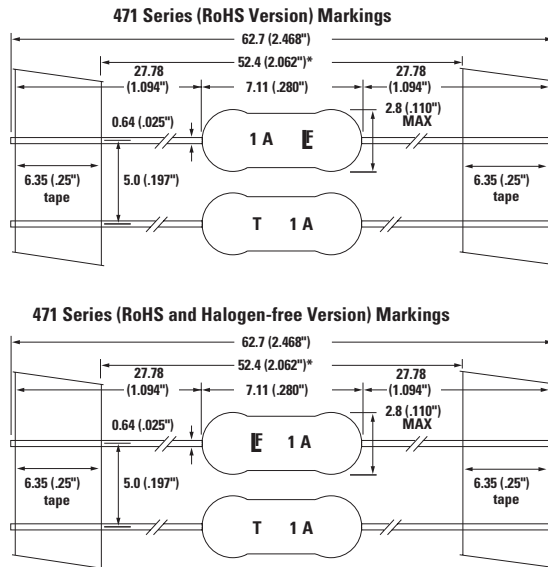 471 Series (RoHS Version) Markings
62.7 (2.468")
52.4 (2.062")*
27.78
(1.094")
7.11 (.280")
27.78
(1.094")
0.64 (.025")
2.8 (.110")
MAX
1 A LF
6.35 (.25")
tape
5.0 (.197")
6.35 (.25")
tape
T 1 A
471 Series (RoHS and Halogen-free Version) Markings
62.7 (2.468")
52.4 (2.062")*
27.78
(1.094")
7.11 (.280")
27.78
(1.094")
0.64 (.025")
2.8 (.110")
MAX
LF 1 A
6.35 (.25")
tape
5.0 (.197")
6.35 (.25")
tape
T 1 A